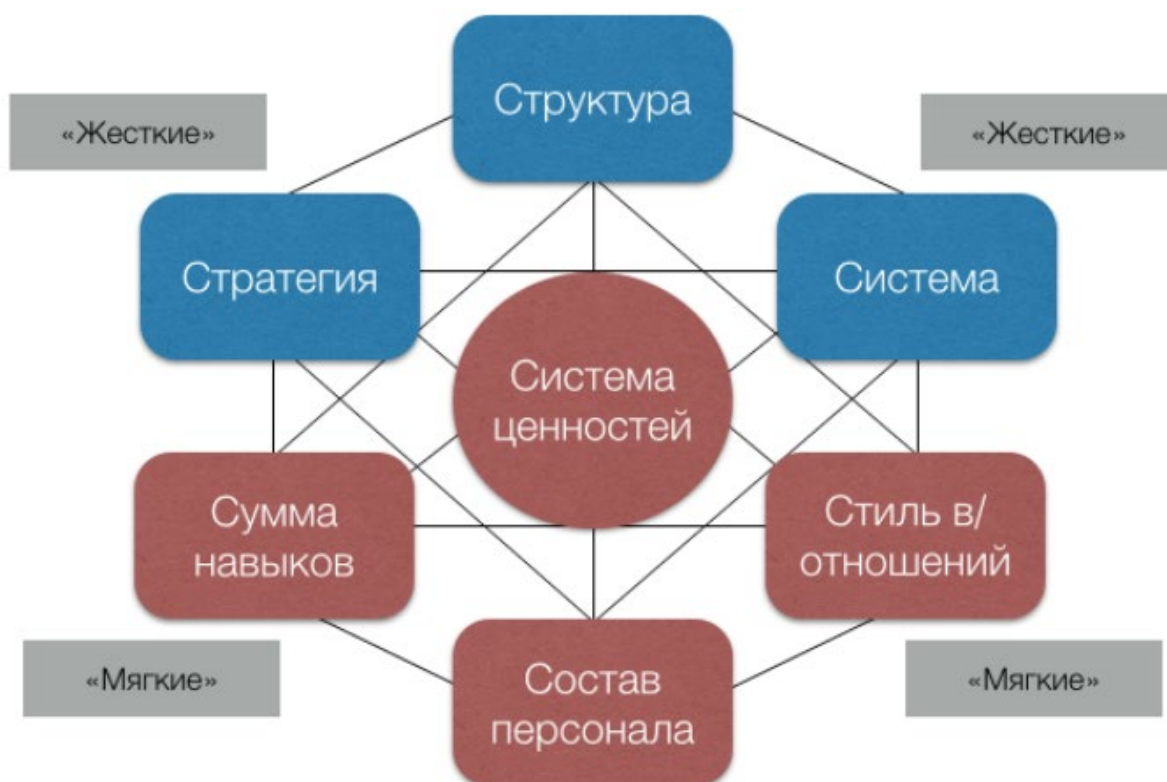 Структура
«Жесткие»
«Жесткие»
Стратегия
Система
Система
ценностей
Сумма
навыков
Стиль в/
отношений
«Мягкие»
Состав
персонала
«Мягкие»